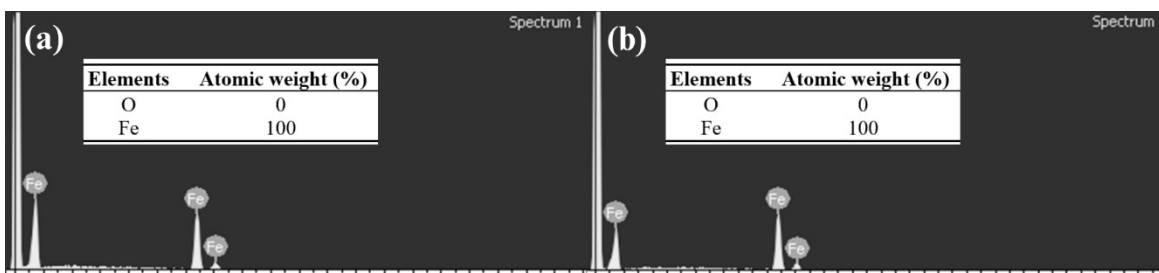 (a)
Spectrum 1
Elements Atomic weight (%)
O 0
Fe 100
Fe
Fe
Fe
(b)
Spectrum
Elements Atomic weight (%)
O 0
Fe 100
Fe
Fe
Fe